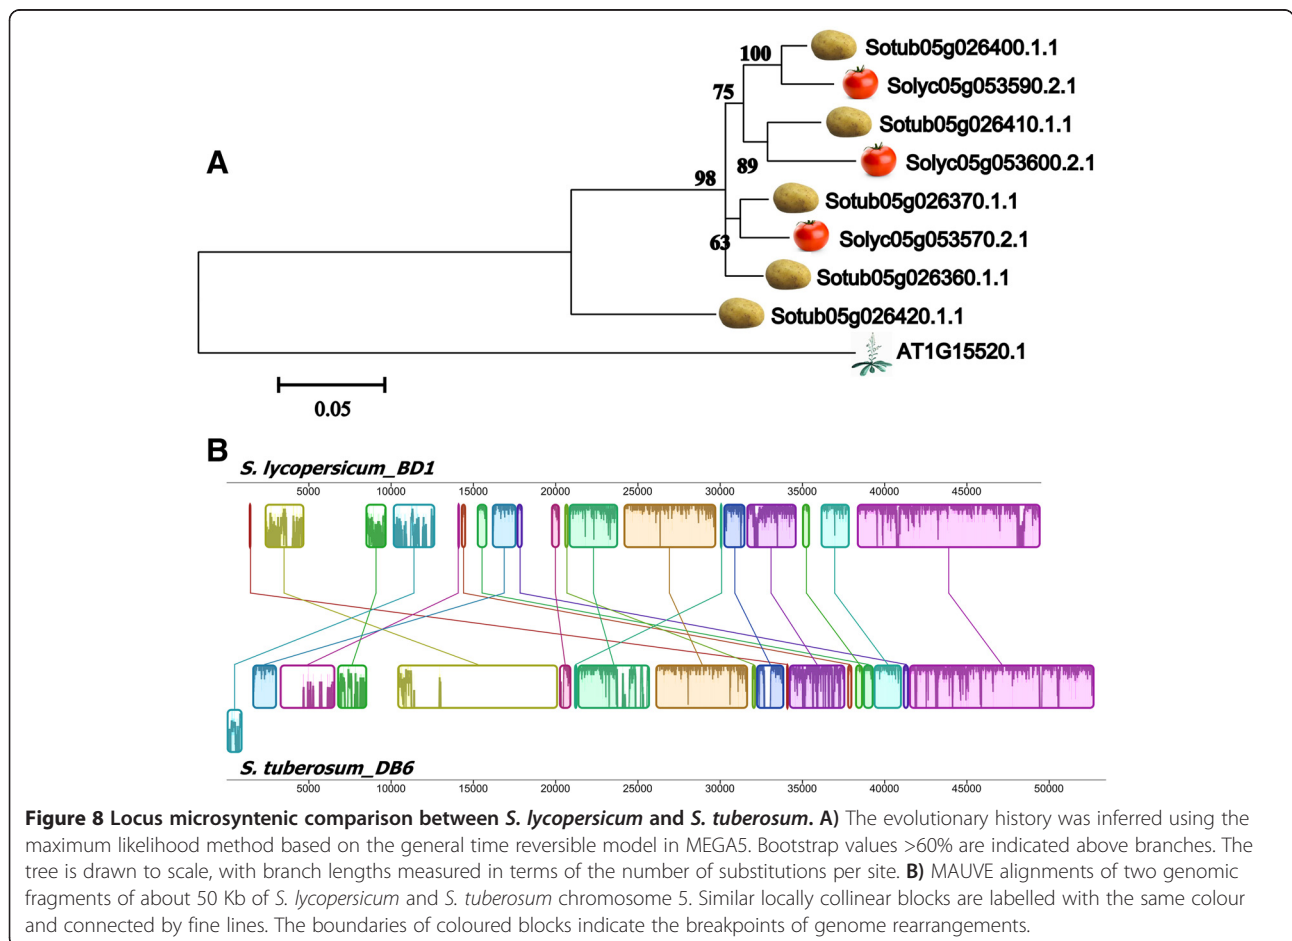 A
100
Sotub05g026400.1.1
Solyc05g053590.2.1
75
Sotub05g026410.1.1
89
Solyc05g053600.2.1
98
Sotub05g026370.1.1
63
Solyc05g053570.2.1
Sotub05g026360.1.1
Sotub05g026420.1.1
AT1G15520.1
0.05
B
S. lycopersicum_BD1
5000 10000 15000 20000 25000 30000 35000 40000 45000
S. tuberosum_DB6
5000 10000 15000 20000 25000 30000 35000 40000 45000 50000
Figure 8 Locus microsyntenic comparison between S. lycopersicum and S. tuberosum. A) The evolutionary history was inferred using the
maximum likelihood method based on the general time reversible model in MEGA5. Bootstrap values >60% are indicated above branches. The
tree is drawn to scale, with branch lengths measured in terms of the number of substitutions per site. B) MAUVE alignments of two genomic
fragments of about 50 Kb of S. lycopersicum and S. tuberosum chromosome 5. Similar locally collinear blocks are labelled with the same colour
and connected by fine lines. The boundaries of coloured blocks indicate the breakpoints of genome rearrangements.